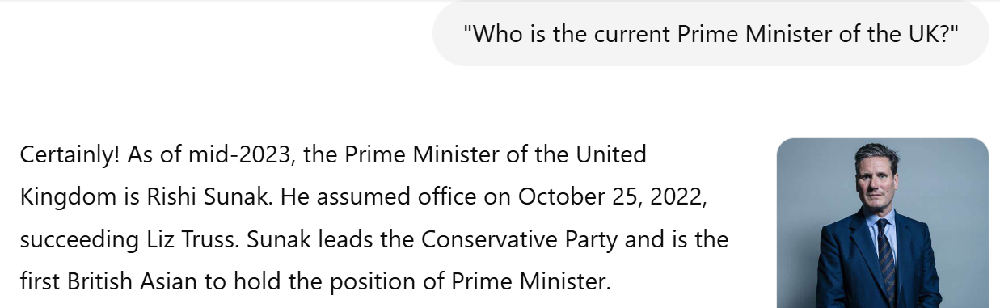 "Who is the current Prime Minister of the UK?"
Certainly! As of mid-2023, the Prime Minister of the United
Kingdom is Rishi Sunak. He assumed office on October 25, 2022,
succeeding Liz Truss. Sunak leads the Conservative Party and is the
first British Asian to hold the position of Prime Minister.